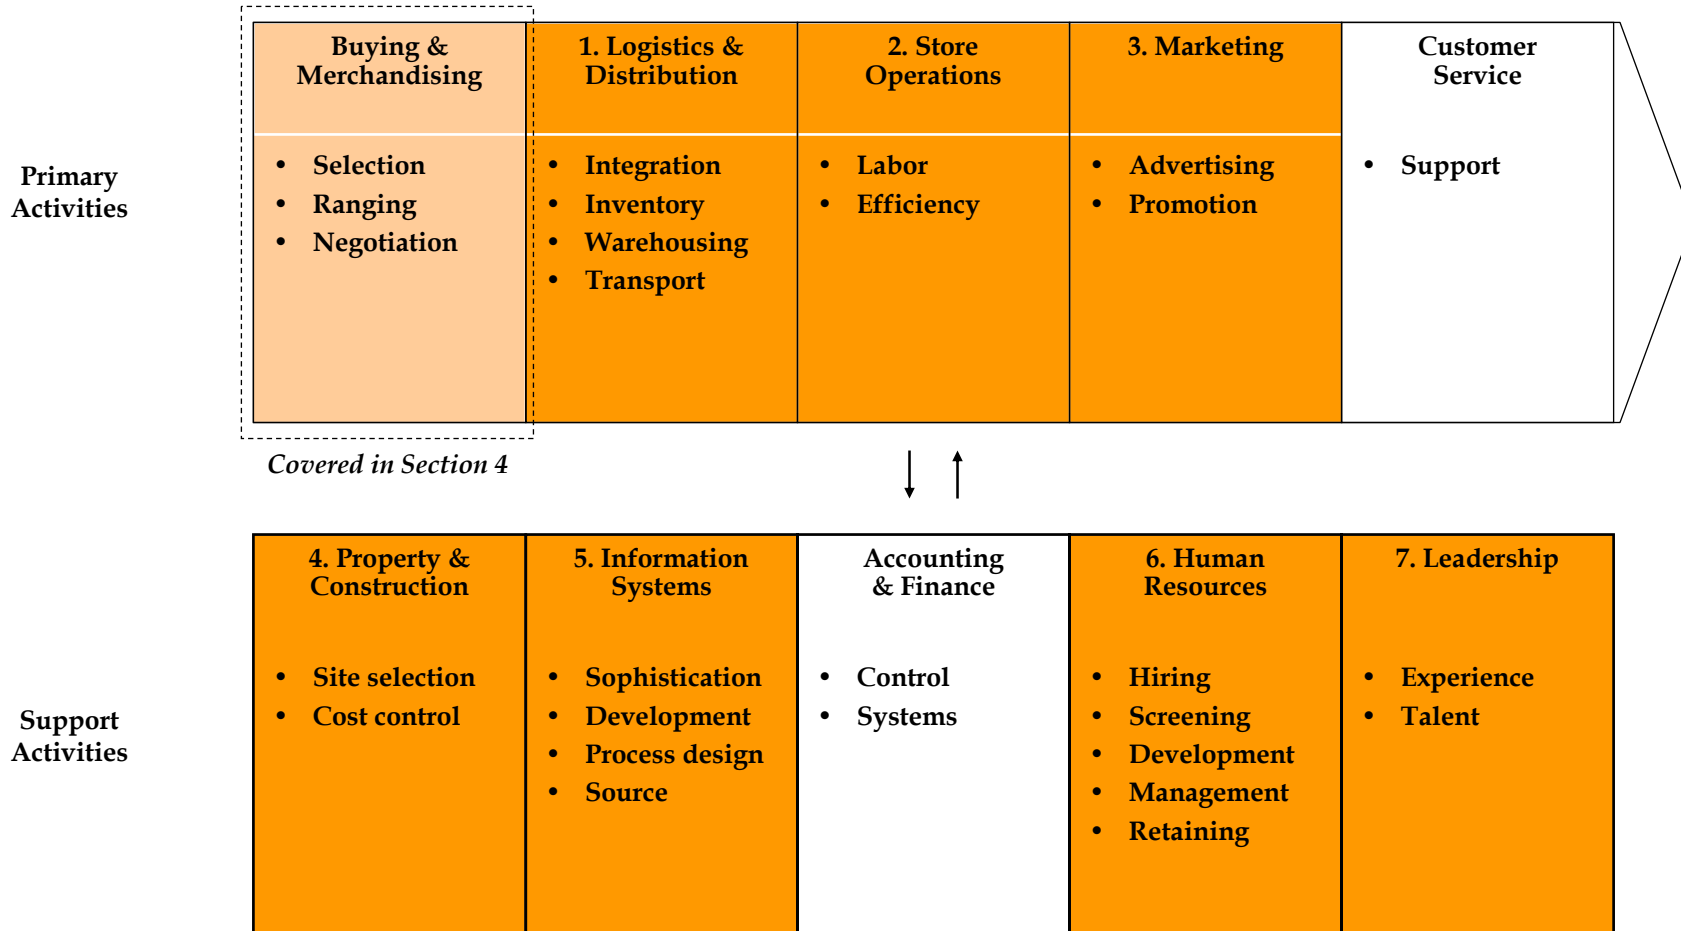 Primary
Activities
Buying &
Merchandising
• Selection
• Ranging
• Negotiation
1. Logistics &
Distribution
• Integration
• Inventory
• Warehousing
• Transport
2. Store
Operations
• Labor
• Efficiency
3. Marketing
• Advertising
• Promotion
Customer
Service
• Support
Covered in Section 4
Support
Activities
4. Property &
Construction
• Site selection
• Cost control
5. Information
Systems
• Sophistication
• Development
• Process design
• Source
Accounting
& Finance
• Control
• Systems
6. Human
Resources
• Hiring
• Screening
• Development
• Management
• Retaining
7. Leadership
• Experience
• Talent